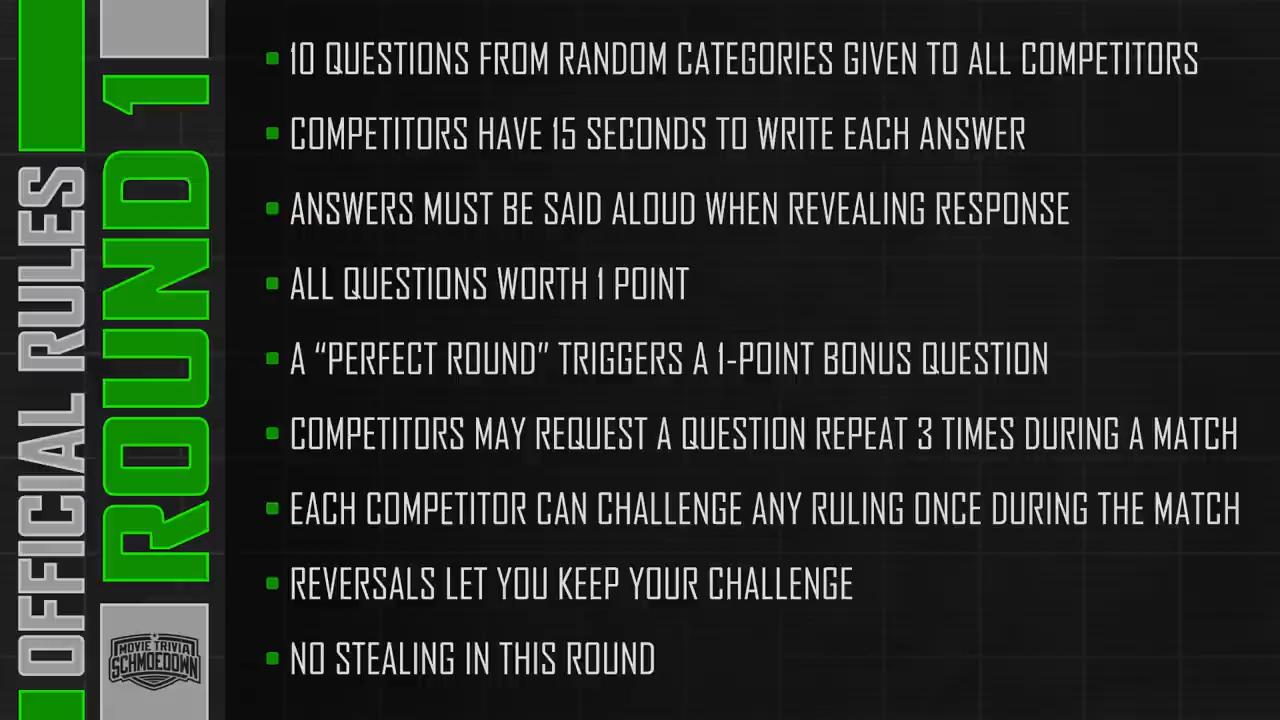 OFFICIAL RULES
ROUND 1
MOVIE TRIVIA
SCHMOEDOWN
10 QUESTIONS FROM RANDOM CATEGORIES GIVEN TO ALL COMPETITORS
COMPETITORS HAVE 15 SECONDS TO WRITE EACH ANSWER
ANSWERS MUST BE SAID ALOUD WHEN REVEALING RESPONSE
ALL QUESTIONS WORTH 1 POINT
A “PERFECT ROUND” TRIGGERS A 1-POINT BONUS QUESTION
COMPETITORS MAY REQUEST A QUESTION REPEAT 3 TIMES DURING A MATCH
EACH COMPETITOR CAN CHALLENGE ANY RULING ONCE DURING THE MATCH
REVERSALS LET YOU KEEP YOUR CHALLENGE
NO STEALING IN THIS ROUND